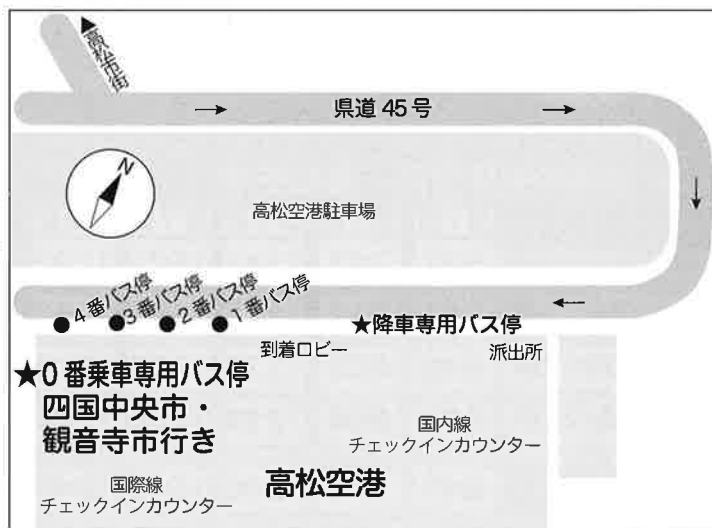 高松市街
県道45号
N
高松空港駐車場
4番バス停
3番バス停
2番バス停
1番バス停
★降車専用バス停
到着ロビー
派出所
★0番乗車専用バス停
四国中央市・
観音寺市行き
国内線
チェックインカウンター
高松空港
国際線
チェックインカウンター